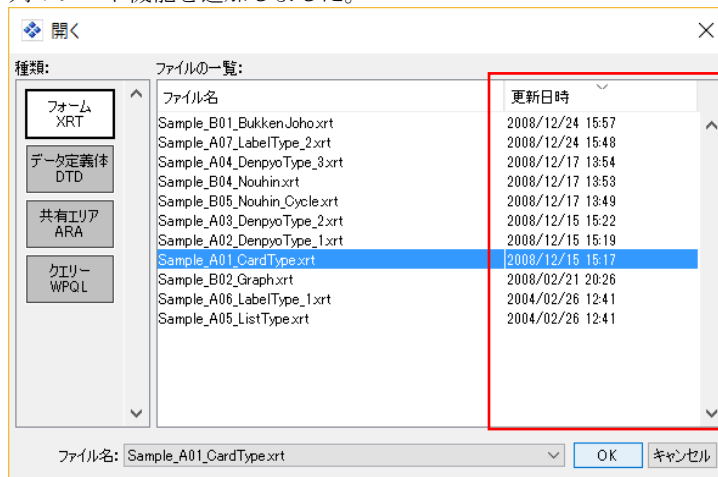 開く
種類:
ファイルの一覧:
フォーム
XRT
データ定義体
DTD
共有エリア
ARA
クエリー
WPQL
ファイル名 更新日時
Sample_B01_BukkenJoho.xrt 2008/12/24 15:57
Sample_A07_LabelType_2.xrt 2008/12/24 15:48
Sample_A04_DenpyoType_3.xrt 2008/12/17 13:54
Sample_B04_Nouhin.xrt 2008/12/17 13:53
Sample_B05_Nouhin_Cycle.xrt 2008/12/17 13:49
Sample_A03_DenpyoType_2.xrt 2008/12/15 15:22
Sample_A02_DenpyoType_1.xrt 2008/12/15 15:19
Sample_A01_CardType.xrt 2008/12/15 15:17
Sample_B02_Graph.xrt 2008/02/21 20:26
Sample_A06_LabelType_1.xrt 2004/02/26 12:41
Sample_A05_ListType.xrt 2004/02/26 12:41
ファイル名: Sample_A01_CardType.xrt OK キャンセル